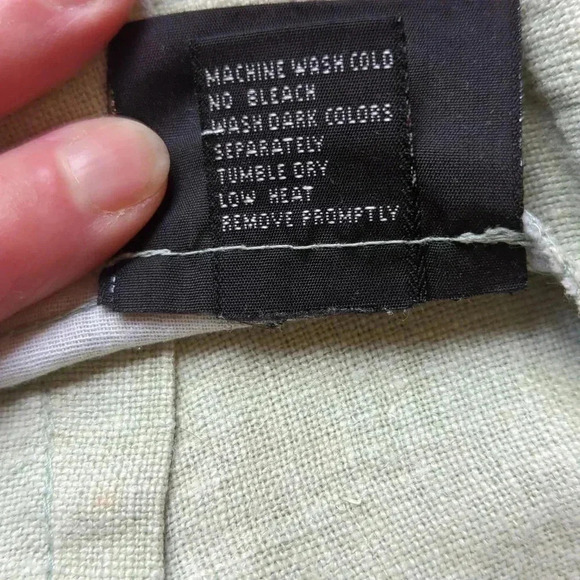 MACHINE WASH COLD
NO BLEACH
WASH DARK COLORS
SEPARATELY
TUMBLE DRY
LOW HEAT
REMOVE PROMPTLY